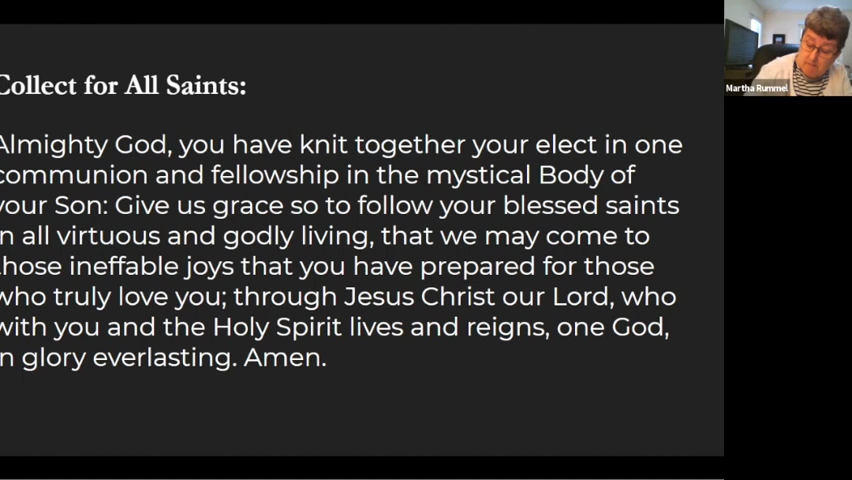 Collect for All Saints:
Almighty God, you have knit together your elect in one
communion and fellowship in the mystical Body of
your Son: Give us grace so to follow your blessed saints
in all virtuous and godly living, that we may come to
those ineffable joys that you have prepared for those
who truly love you; through Jesus Christ our Lord, who
with you and the Holy Spirit lives and reigns, one God,
in glory everlasting. Amen.
Martha Rummel